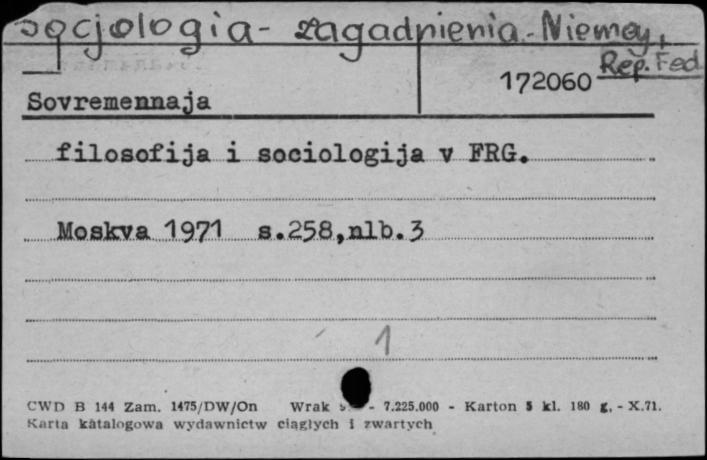 socjologia - zagadnienia - Niemcy,
Rep. Fed
172060
Sovremennaja
filosofija i sociologija v FRG.
Moskva 1971 s.258,nlb.3
1
CWD B 144 Zam. 1475/DW/On Wrak - 7.225.000 - Karton 5 kl. 180 g, - X.71.
Karta katalogowa wydawnictw ciągłych i zwartych